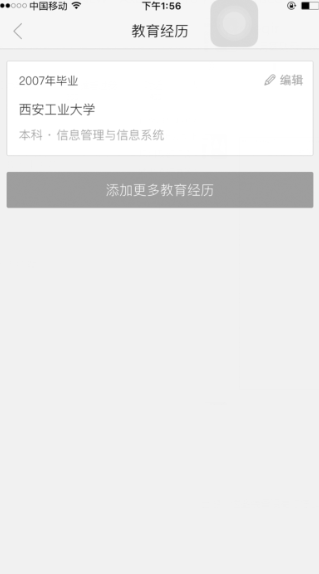 中国移动 下午1:56
教育经历
2007年毕业 编辑
西安工业大学
本科 · 信息管理与信息系统
添加更多教育经历